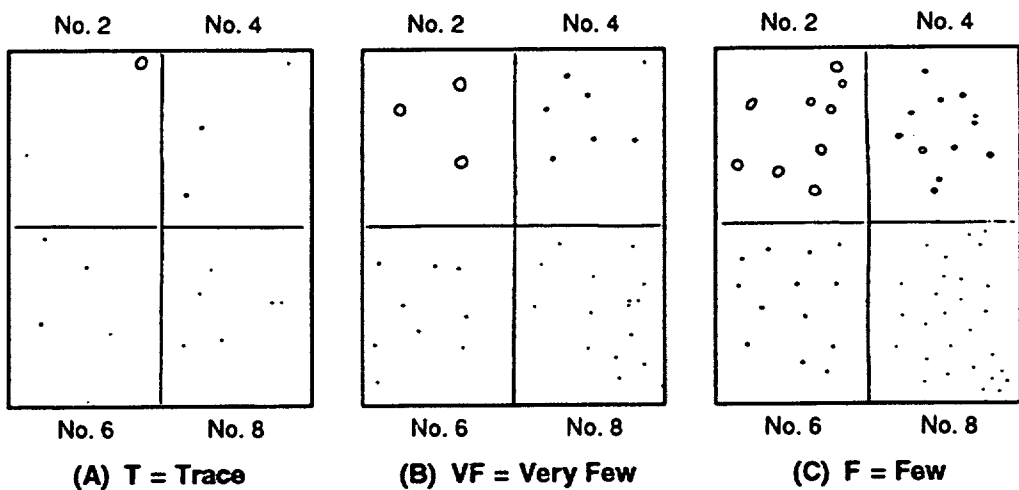 No. 2 No. 4 No. 2 No. 4 No. 2 No. 4
No. 6 No. 8 No. 6 No. 8 No. 6 No. 8
(A) T = Trace (B) VF = Very Few (C) F = Few